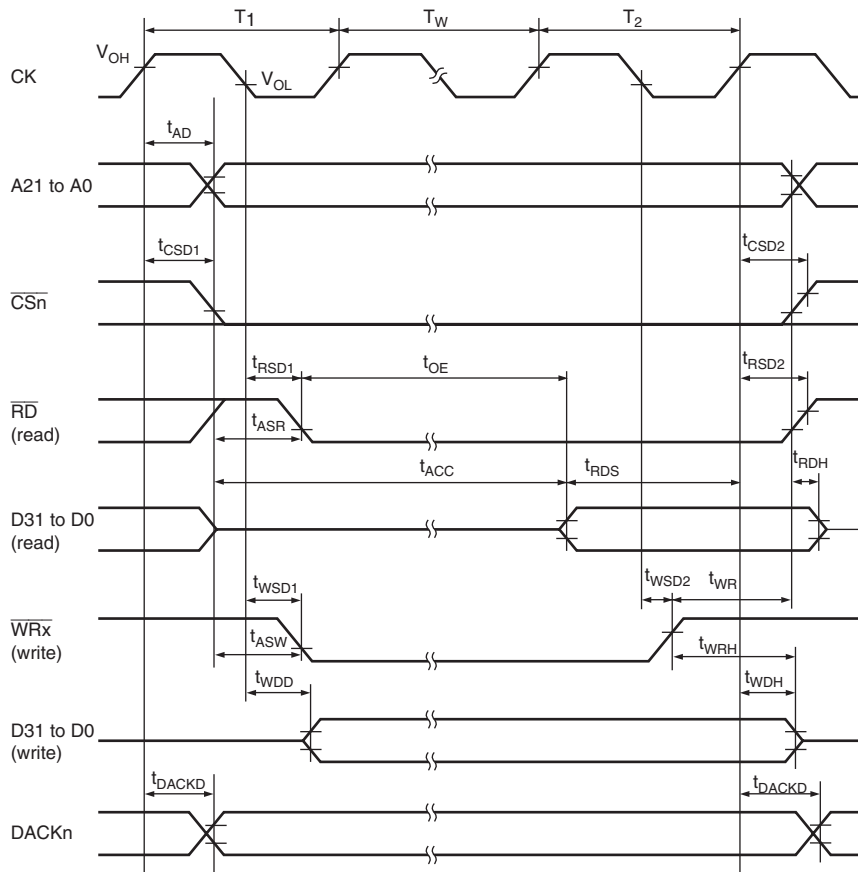 T1 TW T2
VOH
CK
VOL
tAD
A21 to A0
tCSD1 tCSD2
CSn
tRSD1 tOE tRSD2
RD
(read)
tASR
tACC tRDS tRDH
D31 to D0
(read)
tWSD1 tWSD2 tWR
WRx
(write)
tASW tWRH
tWDD tWDH
D31 to D0
(write)
tDACKD tDACKD
DACKn